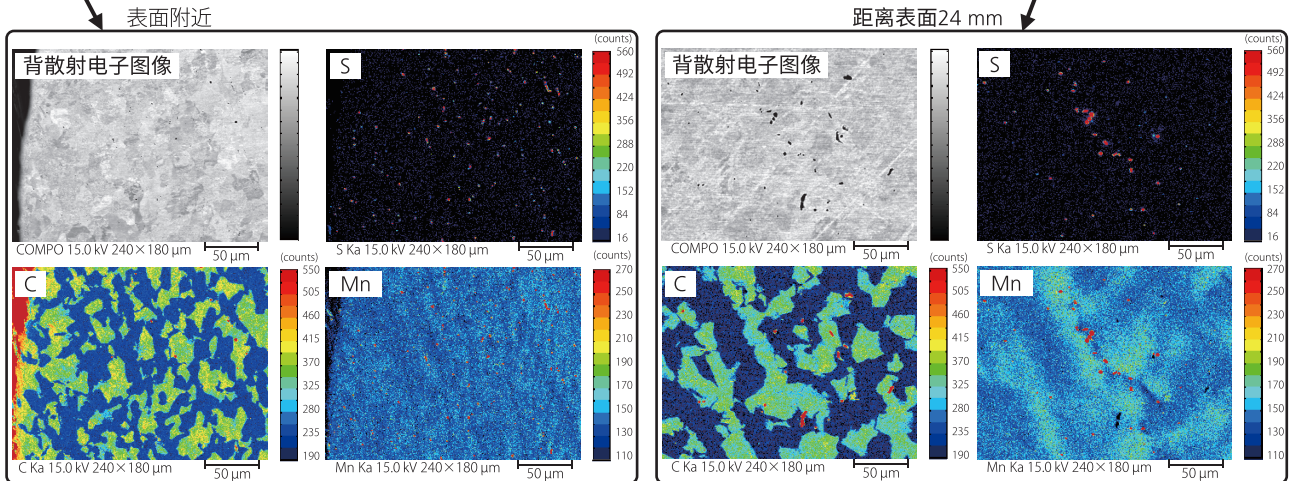 表面附近
背散射电子图像
COMPO 15.0 kV 240×180 µm
50 µm
S
S Ka 15.0 kV 240×180 µm
50 µm
(counts)
560
492
424
356
288
220
152
84
16
C
C Ka 15.0 kV 240×180 µm
50 µm
(counts)
550
505
460
415
370
325
280
235
190
Mn
Mn Ka 15.0 kV 240×180 µm
50 µm
(counts)
270
250
230
210
190
170
150
130
110
距离表面24 mm
背散射电子图像
COMPO 15.0 kV 240×180 µm
50 µm
S
S Ka 15.0 kV 240×180 µm
50 µm
(counts)
560
492
424
356
288
220
152
84
16
C
C Ka 15.0 kV 240×180 µm
50 µm
(counts)
550
505
460
415
370
325
280
235
190
Mn
Mn Ka 15.0 kV 240×180 µm
50 µm
(counts)
270
250
230
210
190
170
150
130
110